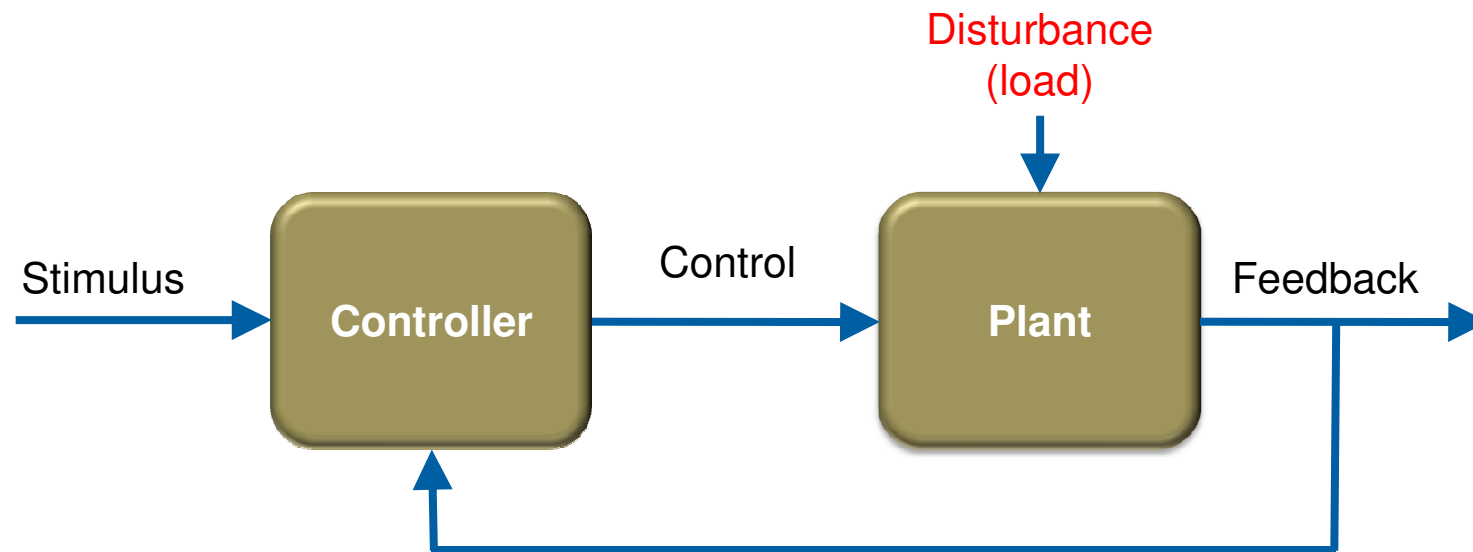 Disturbance
(load)
Stimulus
Controller
Control
Plant
Feedback